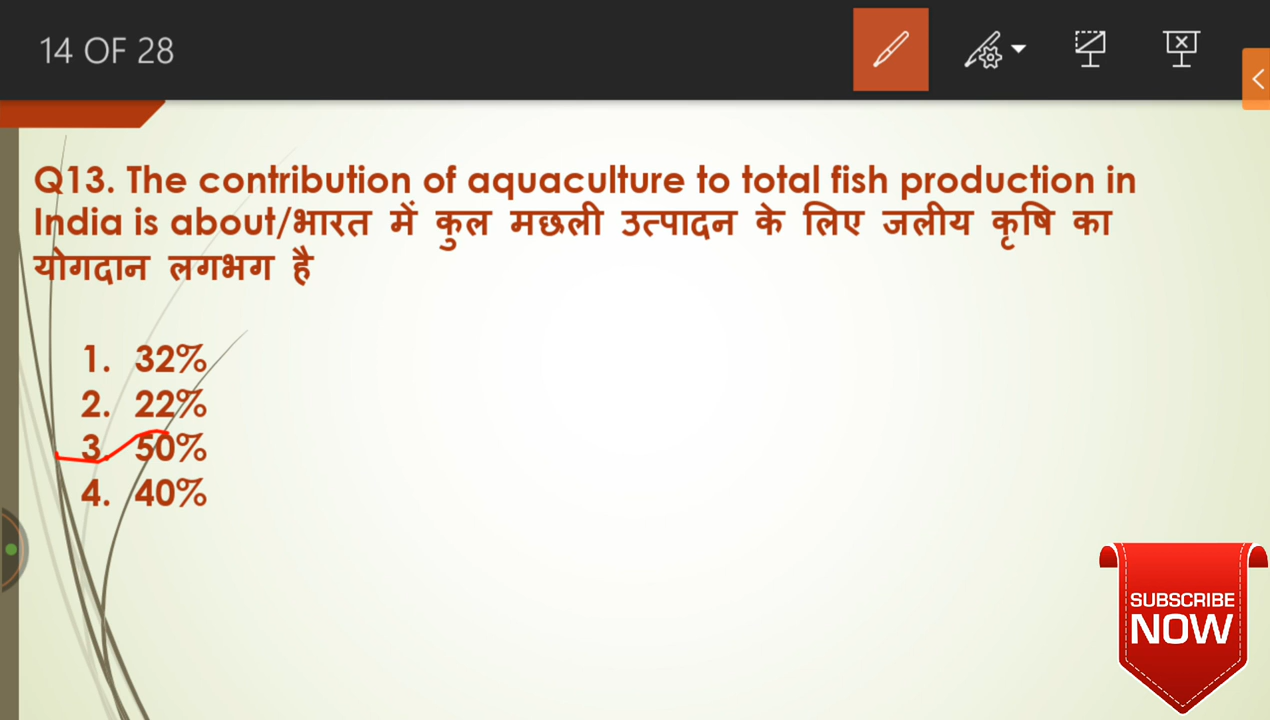 14 OF 28
Q13. The contribution of aquaculture to total fish production in
India is about/भारत में कुल मछली उत्पादन के लिए जलीय कृषि का
योगदान लगभग है
1. 32%
2. 22%
3. 50%
4. 40%
SUBSCRIBE
NOW